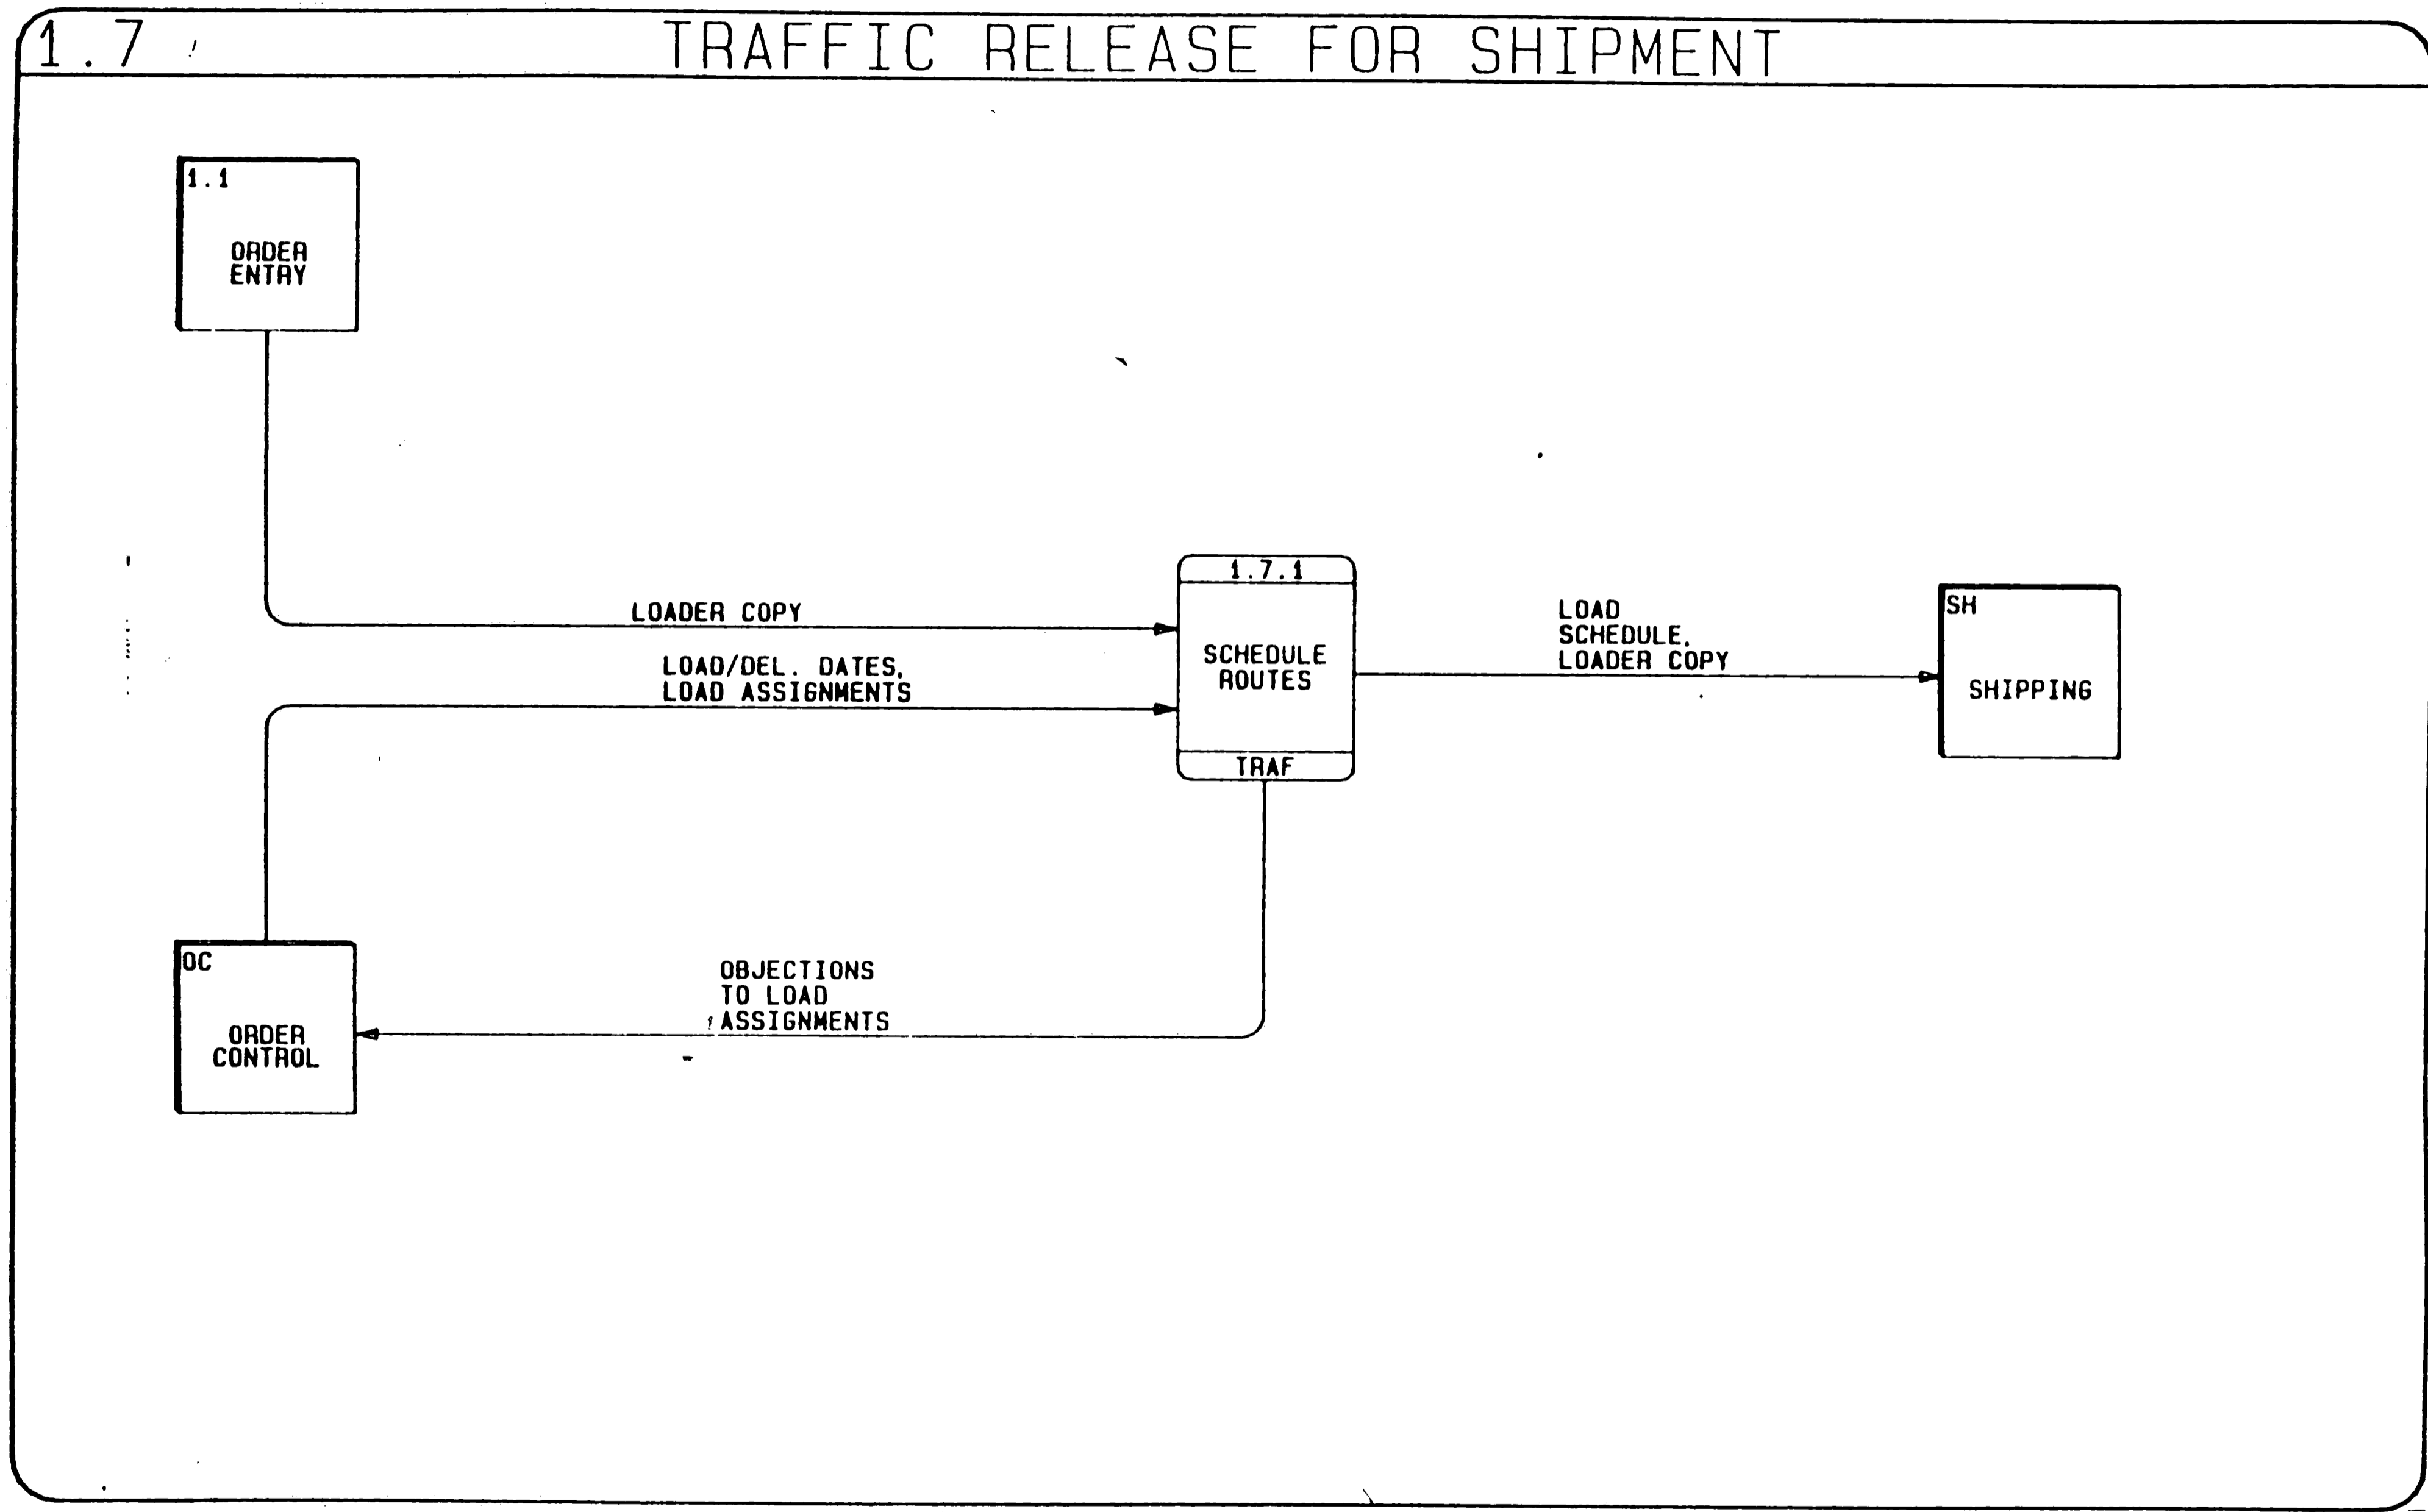 1.7
TRAFFIC RELEASE FOR SHIPMENT
1.1
ORDER
ENTRY
LOADER COPY
LOAD/DEL. DATES,
LOAD ASSIGNMENTS
1.7.1
SCHEDULE
ROUTES
TRAF
LOAD
SCHEDULE,
LOADER COPY
SH
SHIPPING
OC
ORDER
CONTROL
OBJECTIONS
TO LOAD
ASSIGNMENTS